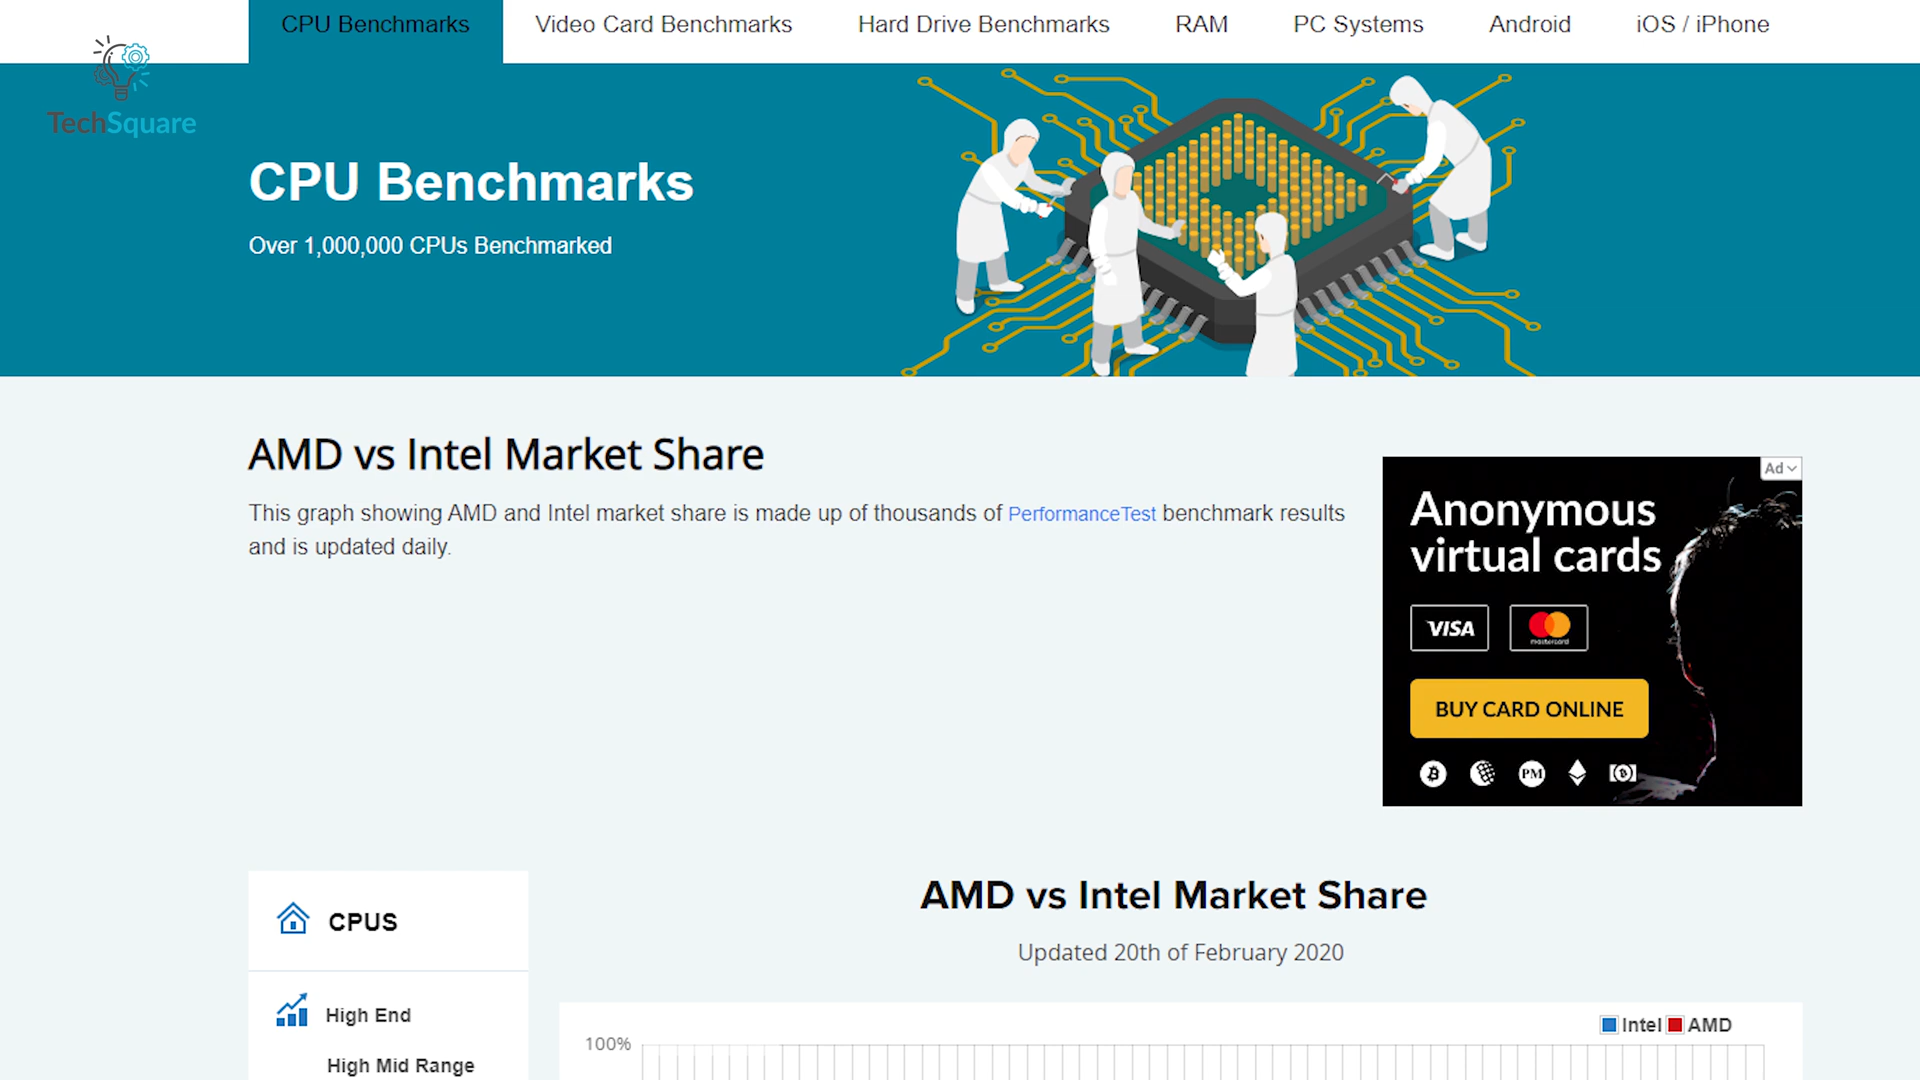 CPU Benchmarks
Video Card Benchmarks
Hard Drive Benchmarks
RAM
PC Systems
Android
iOS / iPhone
TechSquare
CPU Benchmarks
Over 1,000,000 CPUs Benchmarked
AMD vs Intel Market Share
This graph showing AMD and Intel market share is made up of thousands of PerformanceTest benchmark results
and is updated daily.
Ad
Anonymous
virtual cards
VISA
mastercard
BUY CARD ONLINE
PM
CPUS
High End
High Mid Range
AMD vs Intel Market Share
Updated 20th of February 2020
Intel AMD
100%